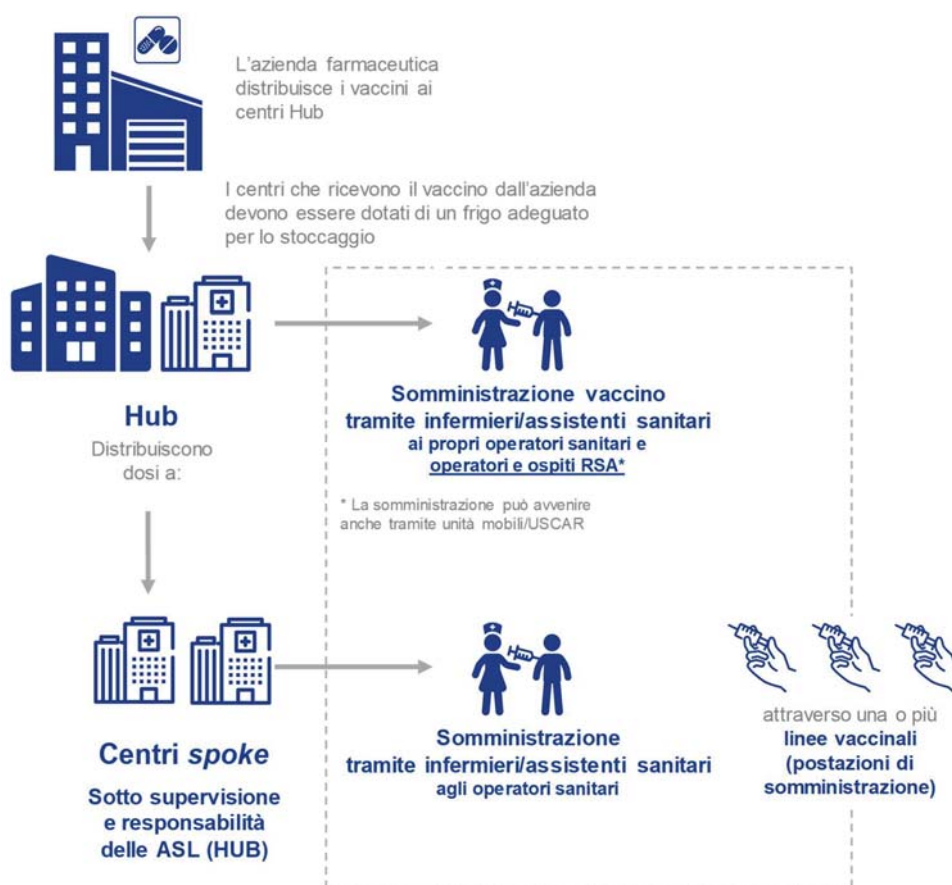 L'azienda farmaceutica
distribuisce i vaccini ai
centri Hub
I centri che ricevono il vaccino dall'azienda
devono essere dotati di un frigo adeguato
per lo stoccaggio
Hub
Distribuiscono
dosi a:
Somministrazione vaccino
tramite infermieri/assistenti sanitari
ai propri operatori sanitari e
operatori e ospiti RSA*
* La somministrazione può avvenire
anche tramite unità mobili/USCAR
Centri spoke
Sotto supervisione
e responsabilità
delle ASL (HUB)
Somministrazione
tramite infermieri/assistenti sanitari
agli operatori sanitari
attraverso una o più
linee vaccinali
(postazioni di
somministrazione)